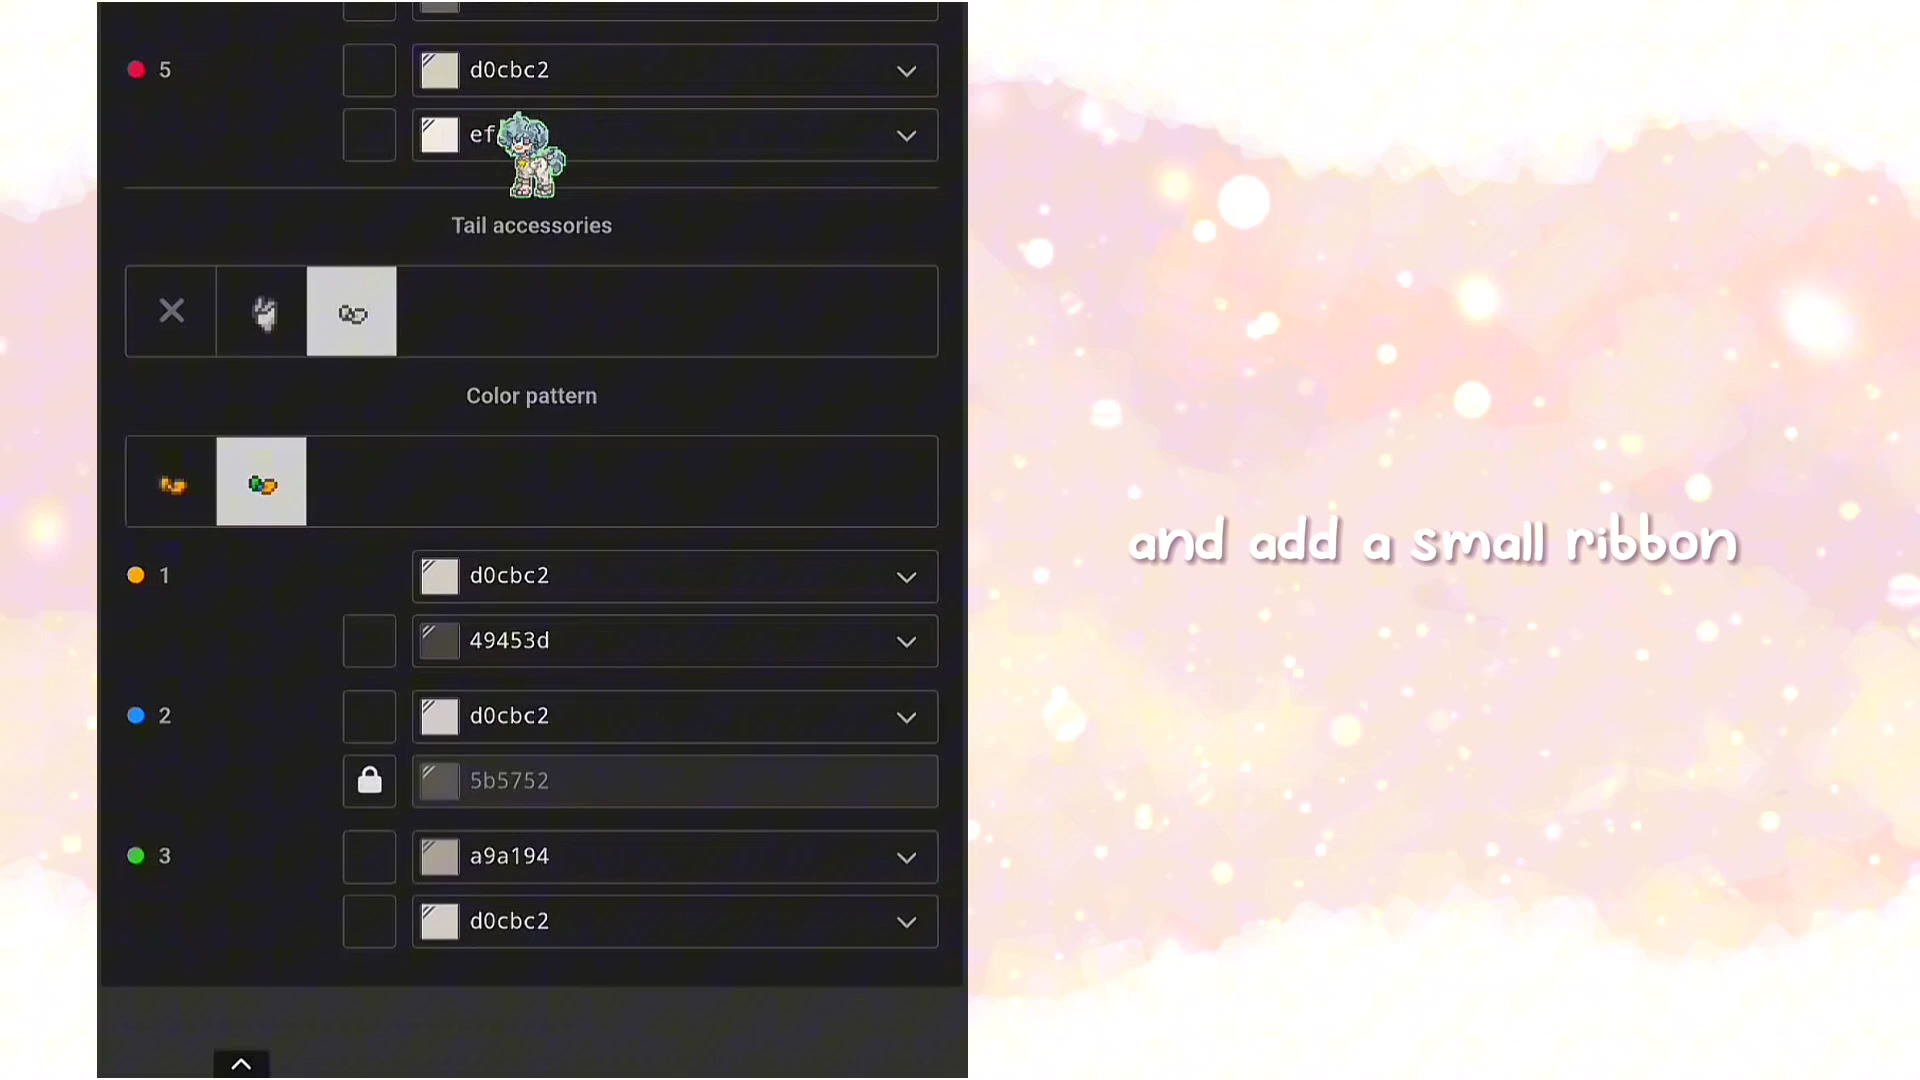 5
d0cbc2
Tail accessories
Color pattern
1
d0cbc2
49453d
2
d0cbc2
5b5752
3
a9a194
d0cbc2
and add a small ribbon